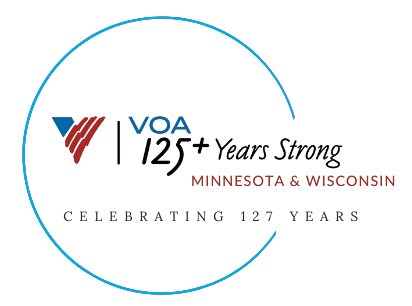 VOA
125+ Years Strong
MINNESOTA & WISCONSIN
CELEBRATING 127 YEARS